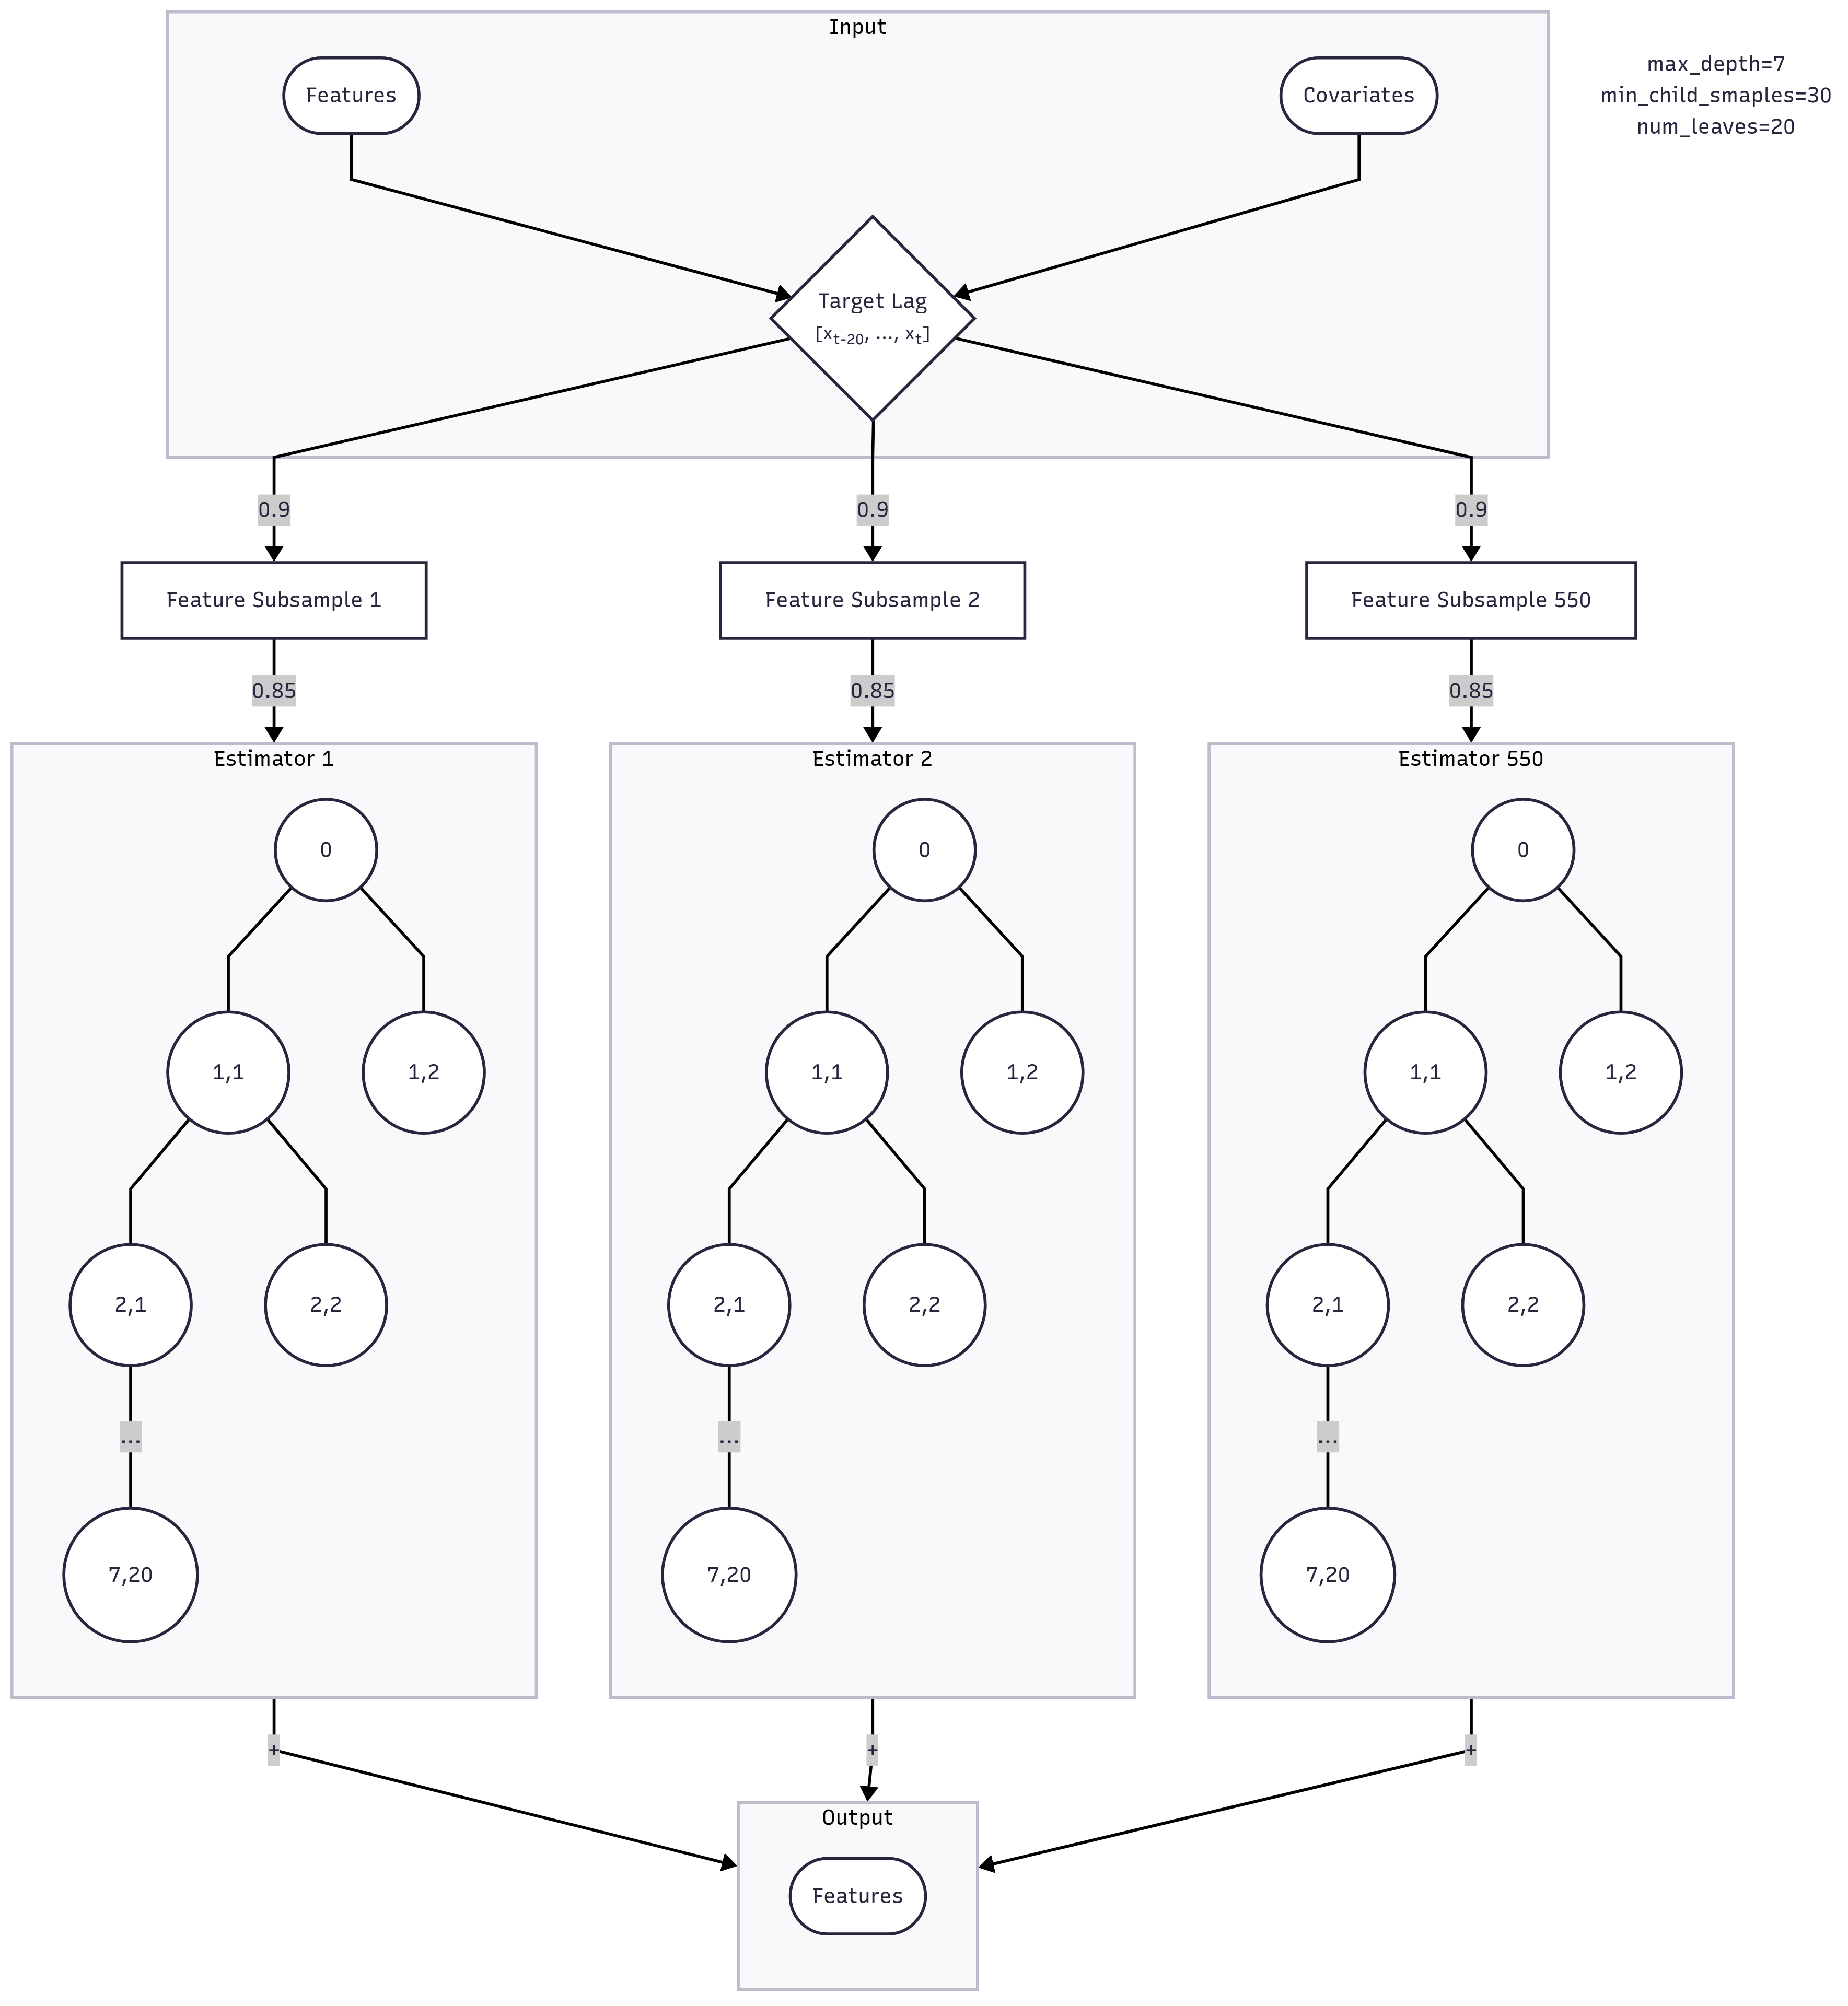 Input
Features
Covariates
max_depth=7
min_child_smaples=30
num_leaves=20
Target Lag
[x_{t-20}, ..., x_t]
0.9
0.9
0.9
Feature Subsample 1
Feature Subsample 2
Feature Subsample 550
0.85
0.85
0.85
Estimator 1
Estimator 2
Estimator 550
0
0
0
1,1
1,2
1,1
1,2
1,1
1,2
2,1
2,2
2,1
2,2
2,1
2,2
...
...
...
7,20
7,20
7,20
+
+
+
Output
Features